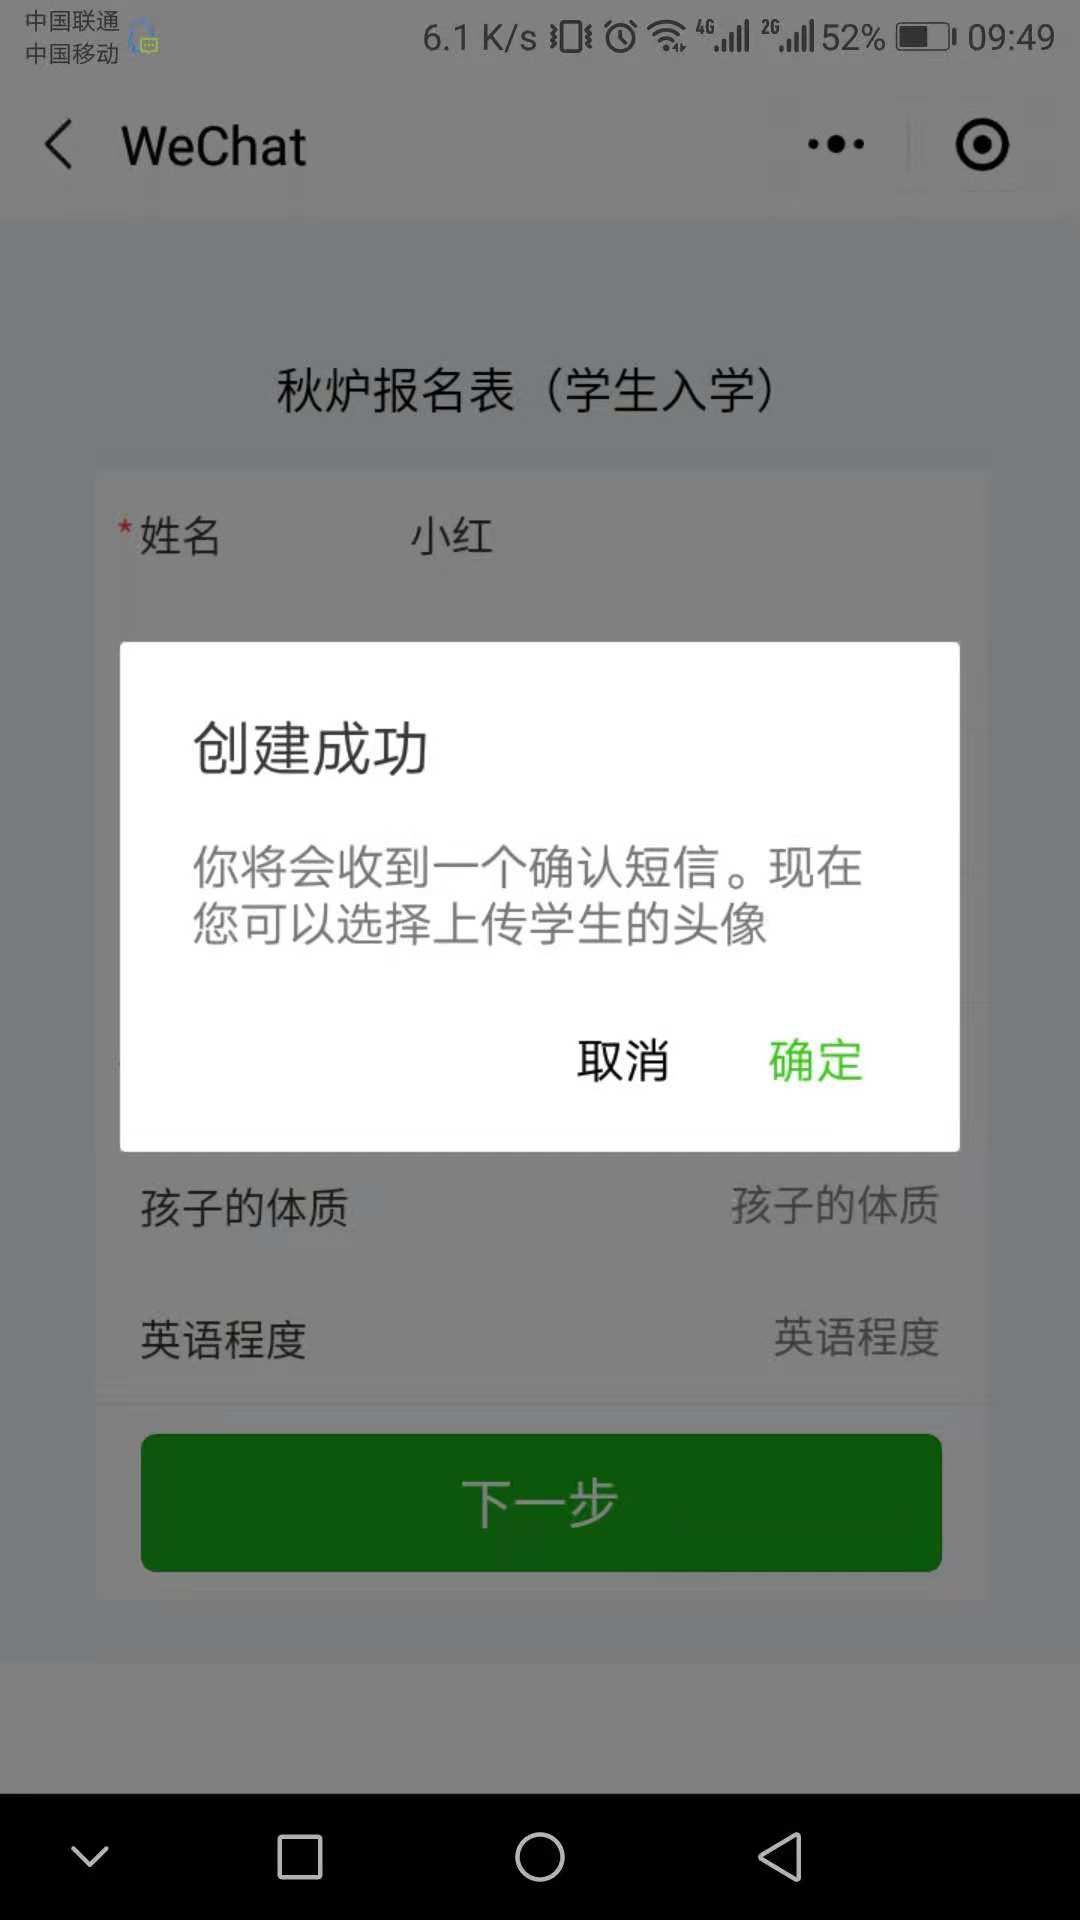 中国联通
中国移动
6.1 K/s 4G 2G 52% 09:49
WeChat
秋炉报名表（学生入学）
*姓名 小红
创建成功
你将会收到一个确认短信。现在
您可以选择上传学生的头像
取消 确定
孩子的体质 孩子的体质
英语程度 英语程度
下一步